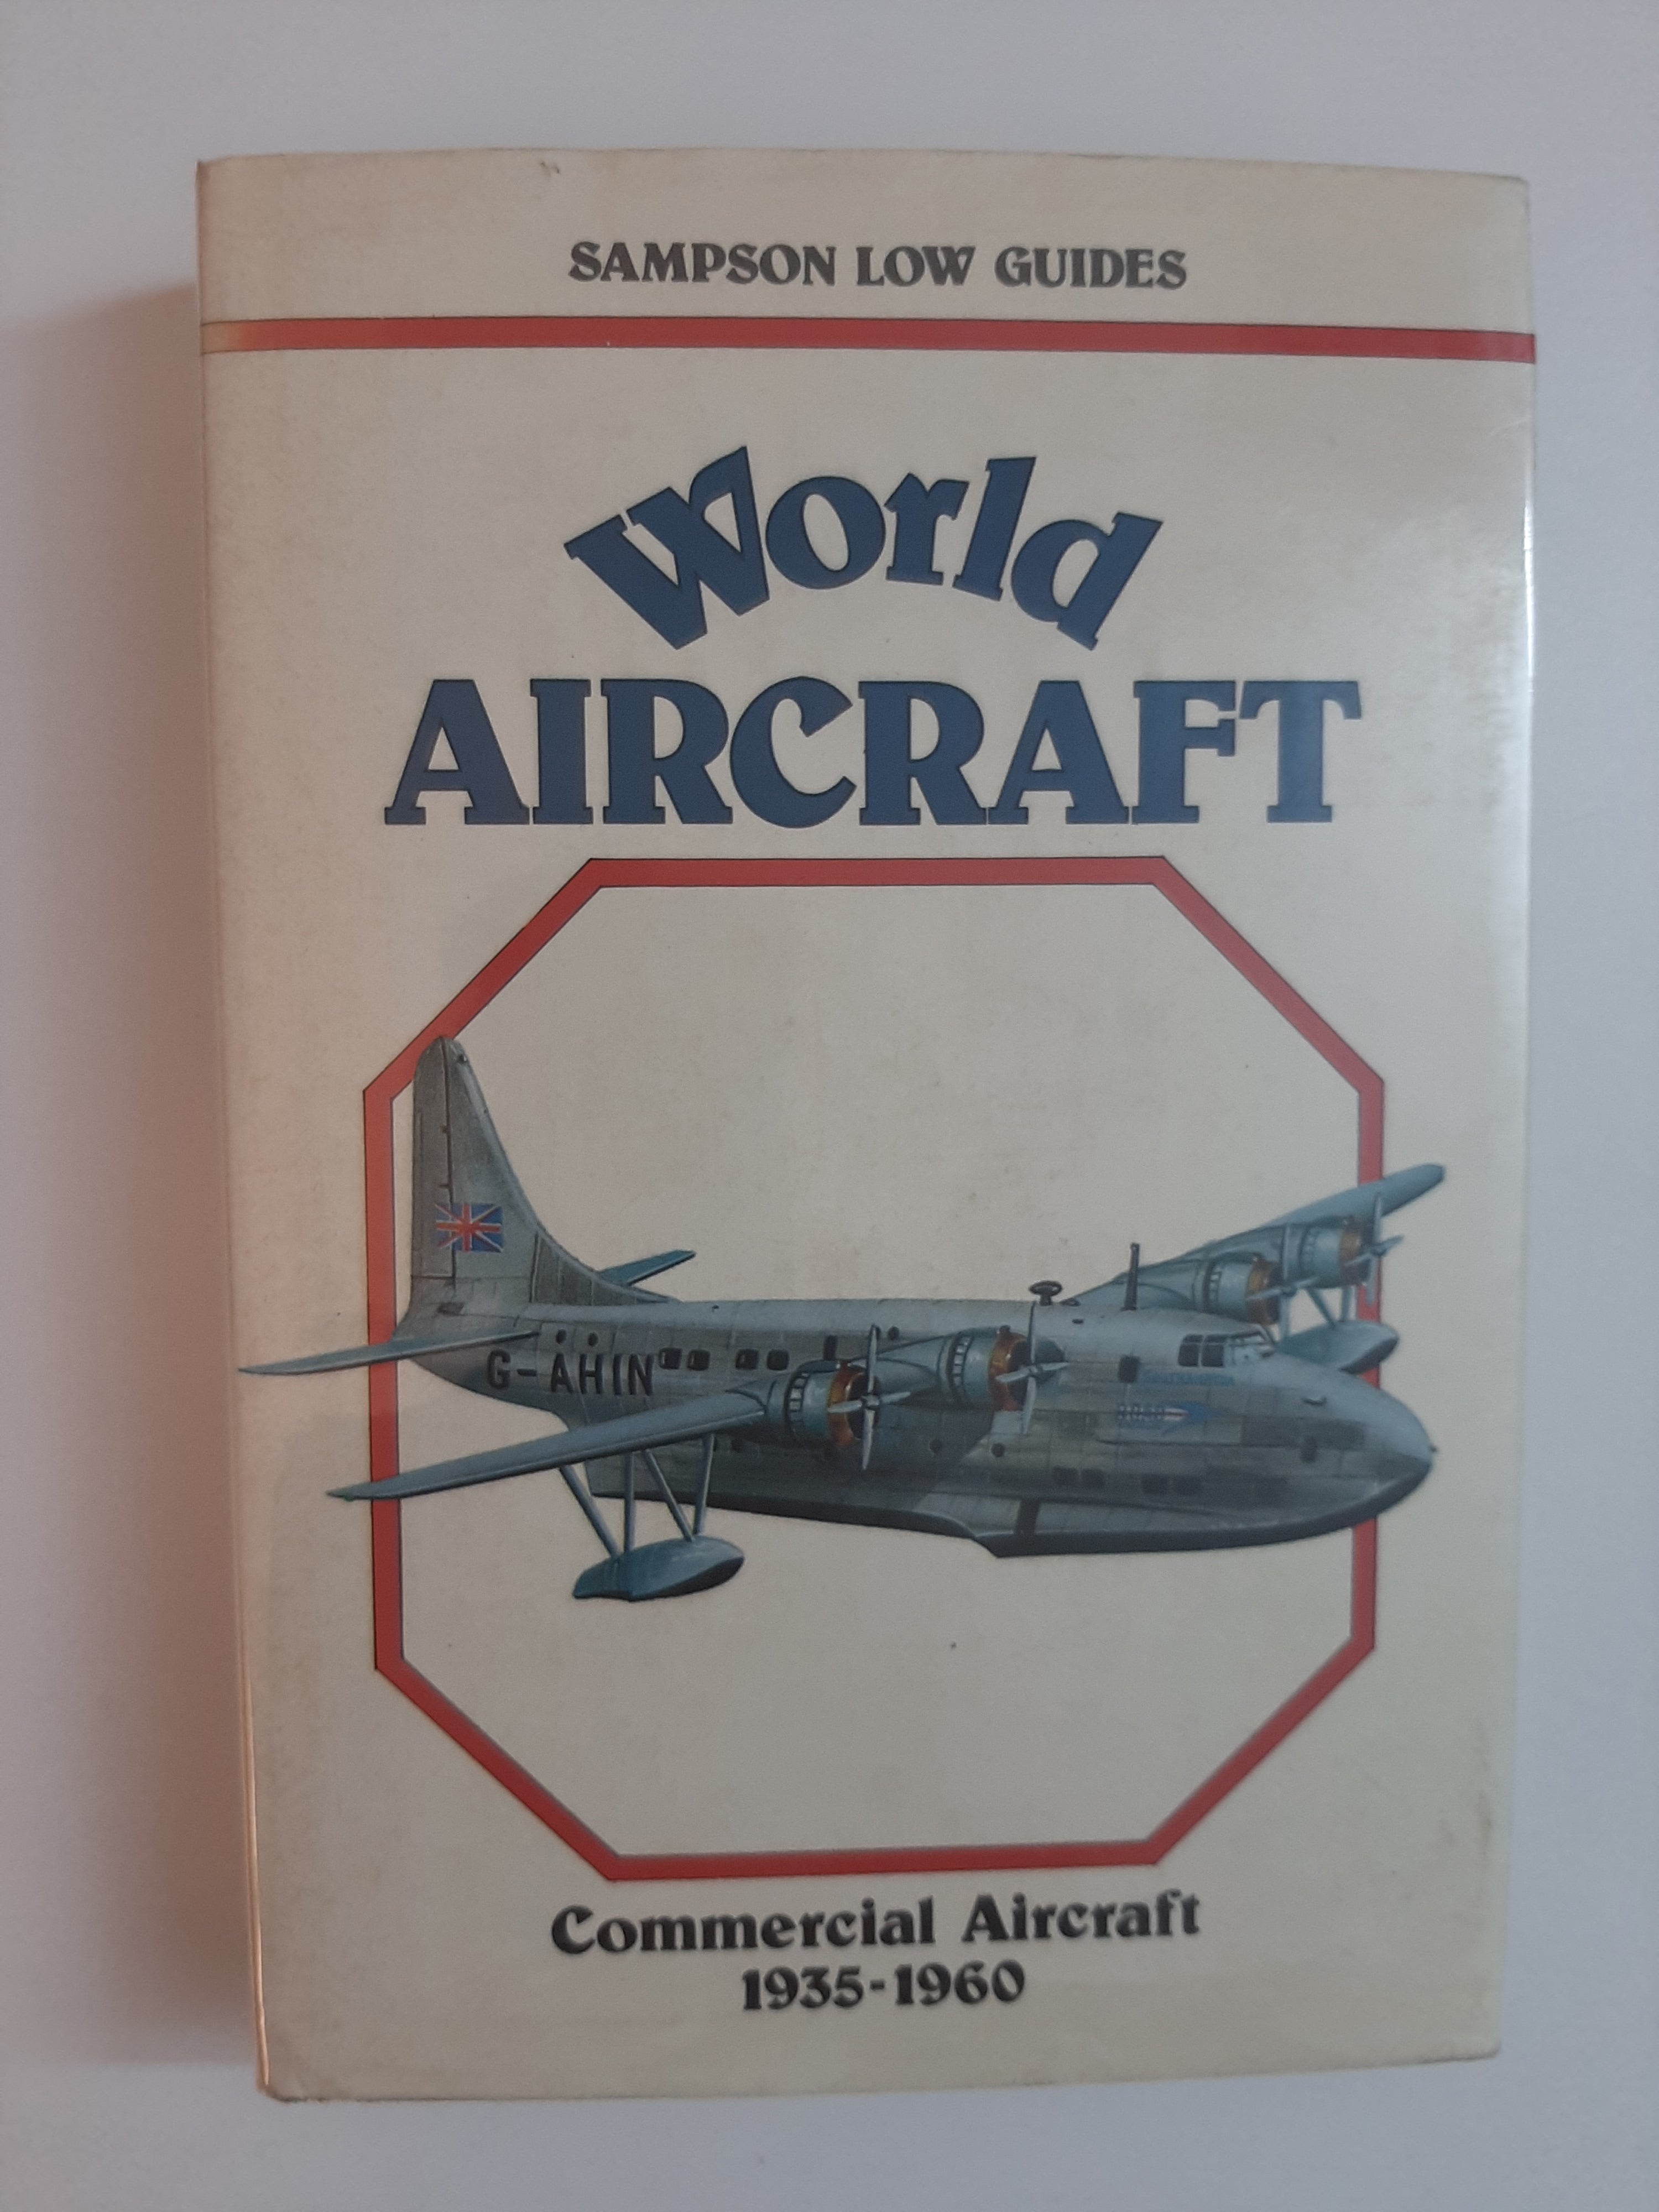 SAMPSON LOW GUIDES
World
AIRCRAFT
G-AHIN
Commercial Aircraft
1935-1960